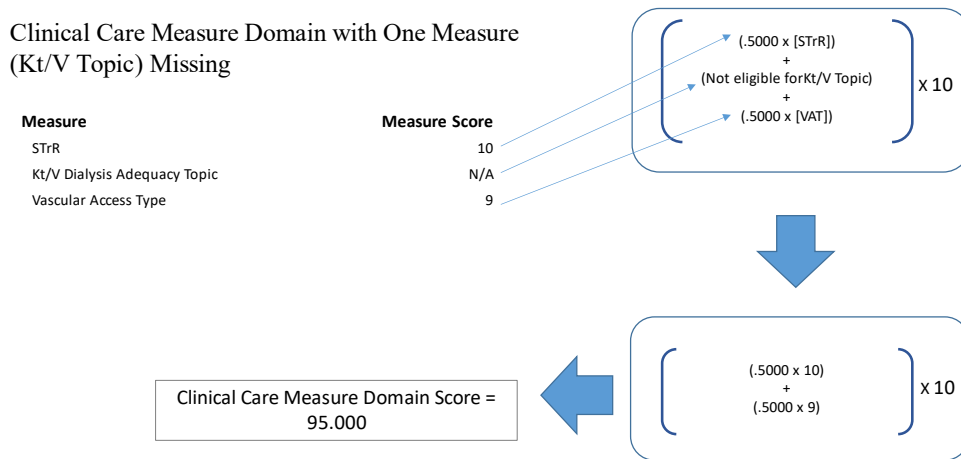 Clinical Care Measure Domain with One Measure
(Kt/V Topic) Missing
(.5000 x [STrR])
+
(Not eligible forKt/V Topic)
+
(.5000 x [VAT])
x 10
Measure Measure Score
STrR 10
Kt/V Dialysis Adequacy Topic N/A
Vascular Access Type 9
(.5000 x 10)
+
(.5000 x 9)
x 10
Clinical Care Measure Domain Score =
95.000